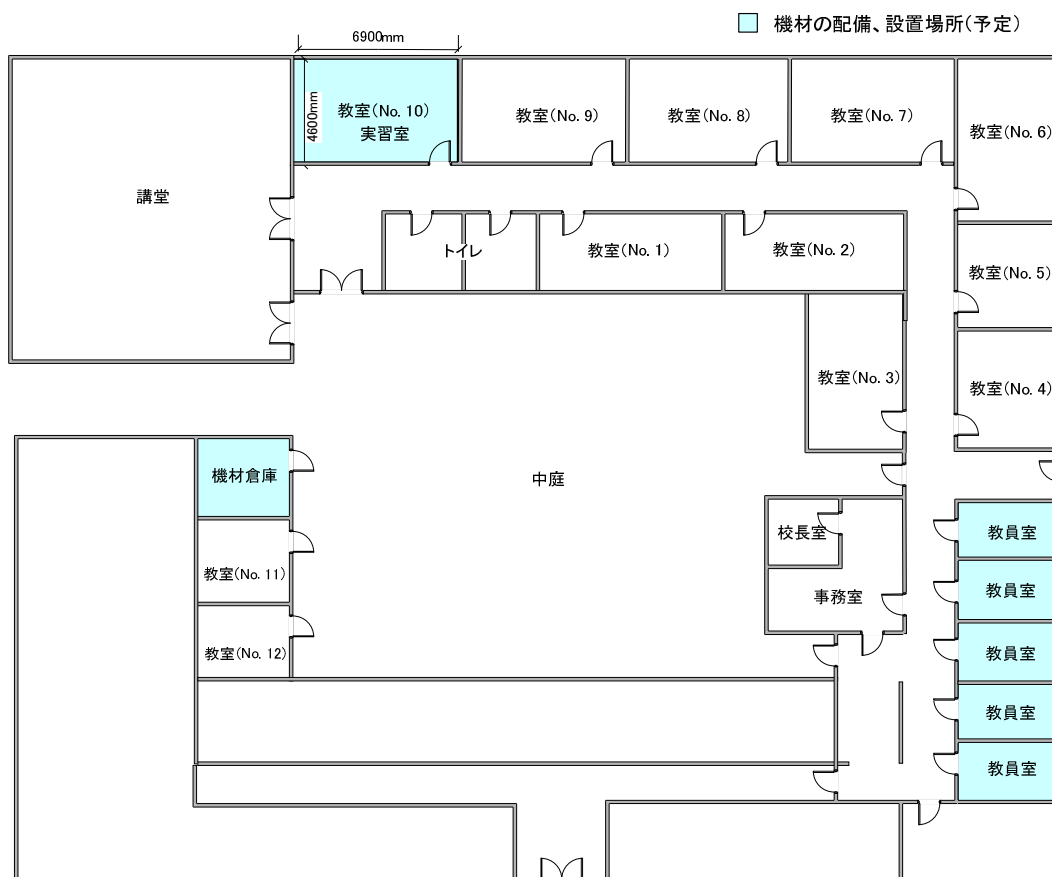 機材の配備、設置場所(予定)
6900mm
4600mm
教室(No. 10)
実習室
教室(No. 9)
教室(No. 8)
教室(No. 7)
教室(No. 6)
講堂
トイレ
教室(No. 1)
教室(No. 2)
教室(No. 5)
教室(No. 3)
教室(No. 4)
機材倉庫
中庭
校長室
教員室
教室(No. 11)
事務室
教員室
教室(No. 12)
教員室
教員室
教員室